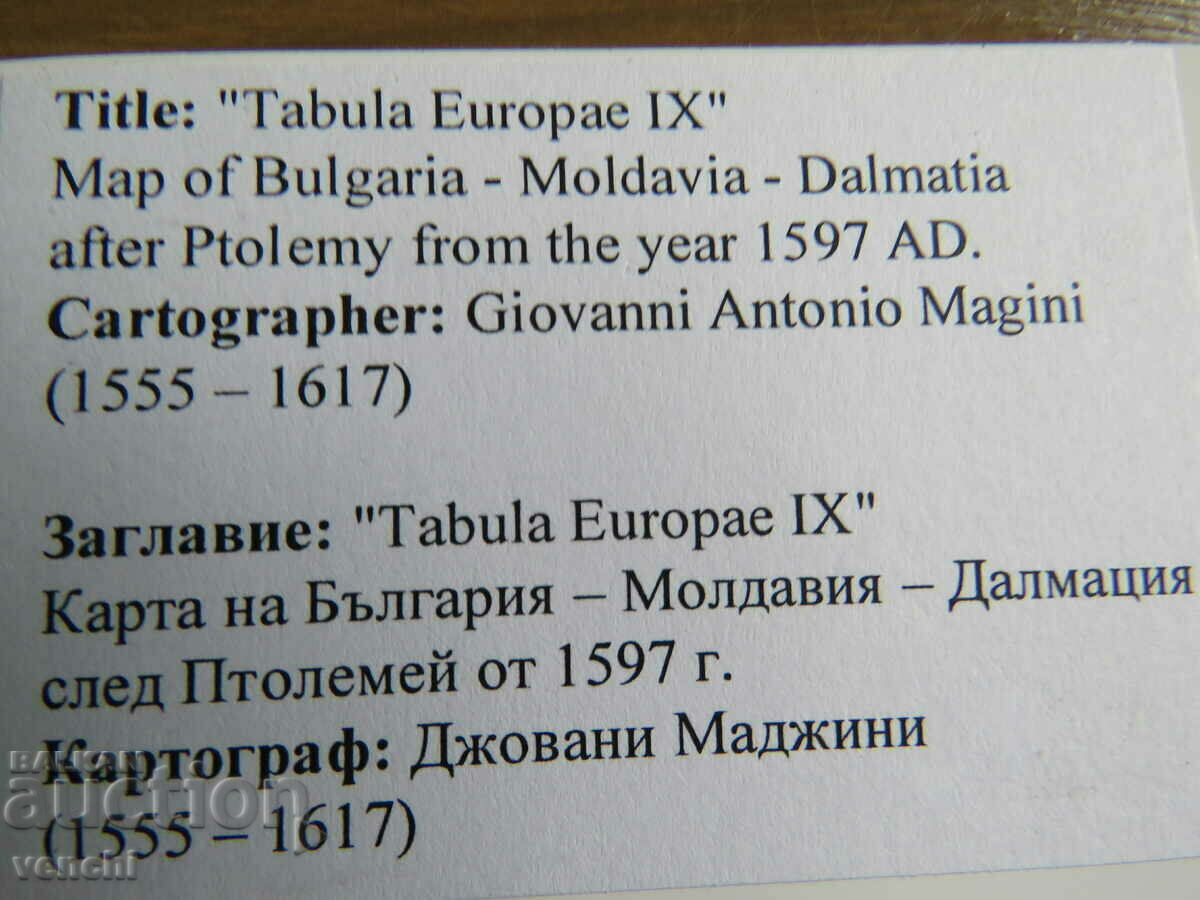 Title: "Tabula Europae IX"
Map of Bulgaria - Moldavia - Dalmatia
after Ptolemy from the year 1597 AD.
Cartographer: Giovanni Antonio Magini
(1555 – 1617)
Заглавие: "Tabula Europae IX"
Карта на България – Молдавия – Далмация
след Птолемей от 1597 г.
Картограф: Джовани Маджини
(1555 – 1617)
BALKAN
auction
venchi